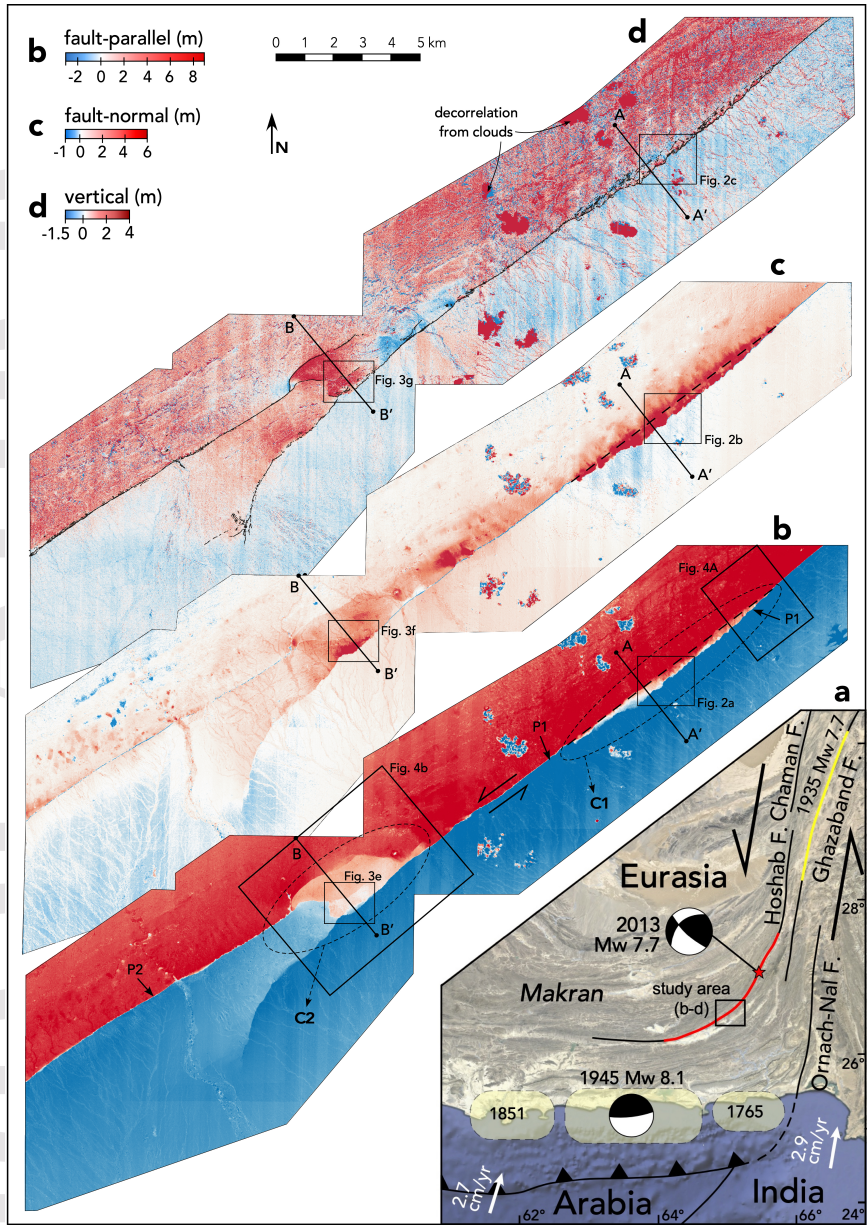 b fault-parallel (m)
-2 0 2 4 6 8
c fault-normal (m)
-1 0 2 4 6
d vertical (m)
-1.5 0 2 4
0 1 2 3 4 5 km
N
d
decorrelation
from clouds
A
Fig. 2c
A'
B
Fig. 3g
B'
c
A
Fig. 2b
A'
B
Fig. 3f
B'
b
Fig. 4A
P1
A
Fig. 2a
A'
P1
C1
Fig. 4b
B
Fig. 3e
B'
P2
C2
a
Chaman F.
1935 Mw 7.7
Ghazaband F.
Hoshab F.
Eurasia
28°
2013
Mw 7.7
Makran
study area
(b-d)
Ornach-Nal F.
26°
1945 Mw 8.1
1851
1765
2.7
cm/yr
2.9
cm/yr
Arabia
India
62°
64°
66°
24°